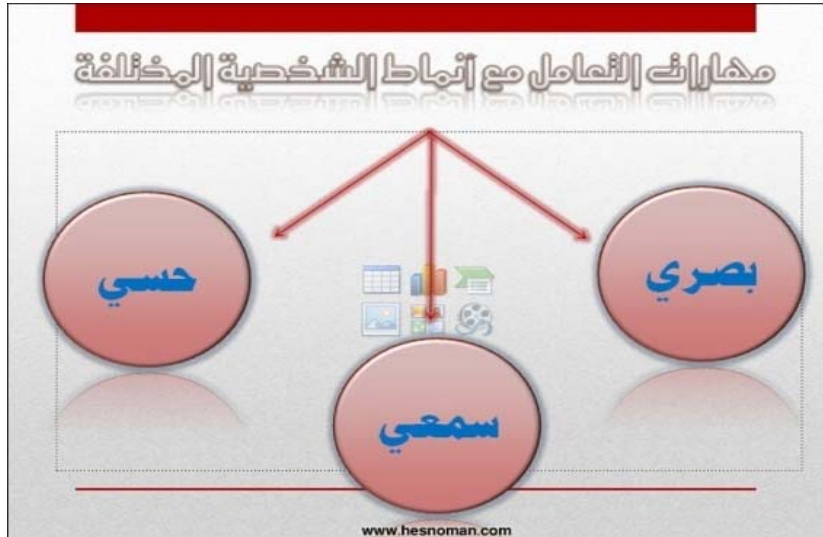 مهارات التعامل مع أنماط الشخصية المختلفة
بصري
حسي
سمعي
www.hesnoman.com